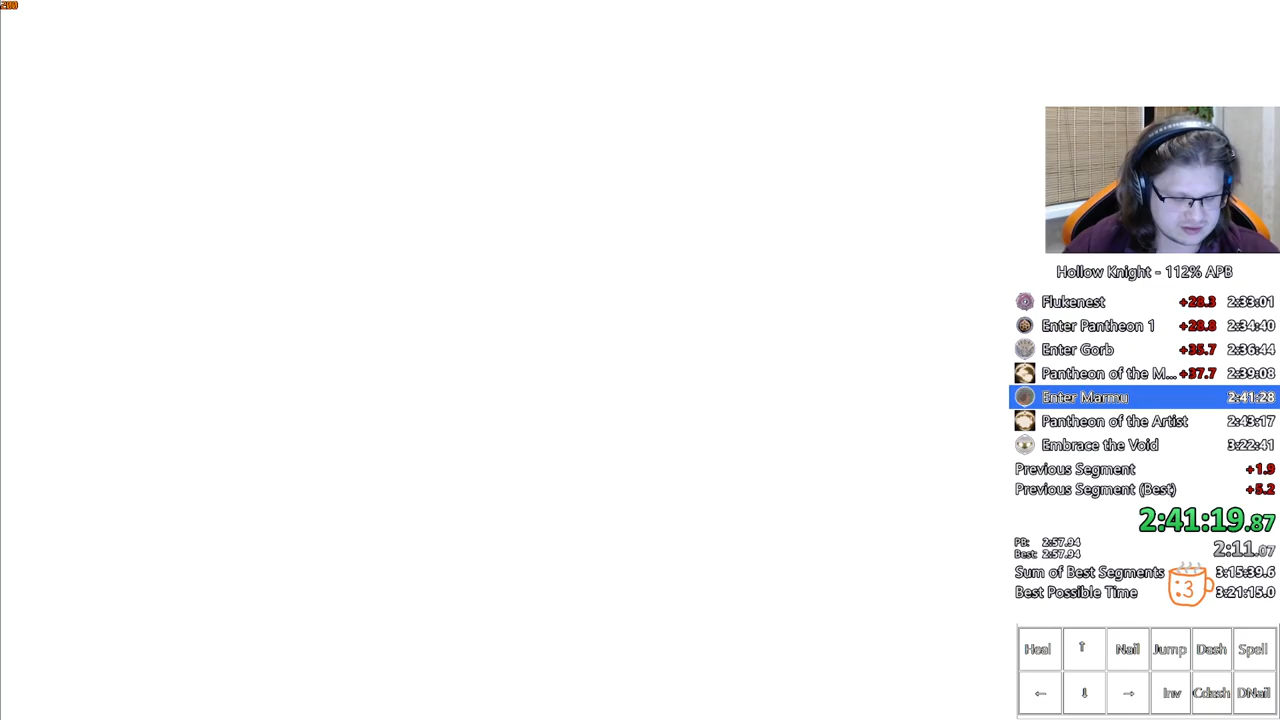 Hollow Knight - 112% APB
Flukenest +28.3 2:33:01
Enter Pantheon 1 +28.8 2:34:40
Enter Gorb +35.7 2:36:44
Pantheon of the M... +37.7 2:39:08
Enter Marmu 2:41:28
Pantheon of the Artist 2:43:17
Embrace the Void 3:22:41
Previous Segment +1.9
Previous Segment (Best) +5.2
2:41:19.87
PB: 2:57.94
Best: 2:57.94
2:11.07
Sum of Best Segments 3:15:39.6
Best Possible Time :3 3:21:15.0
Heal ↑ Nail Jump Dash Spell
← ↓ → Inv Cdash DNail